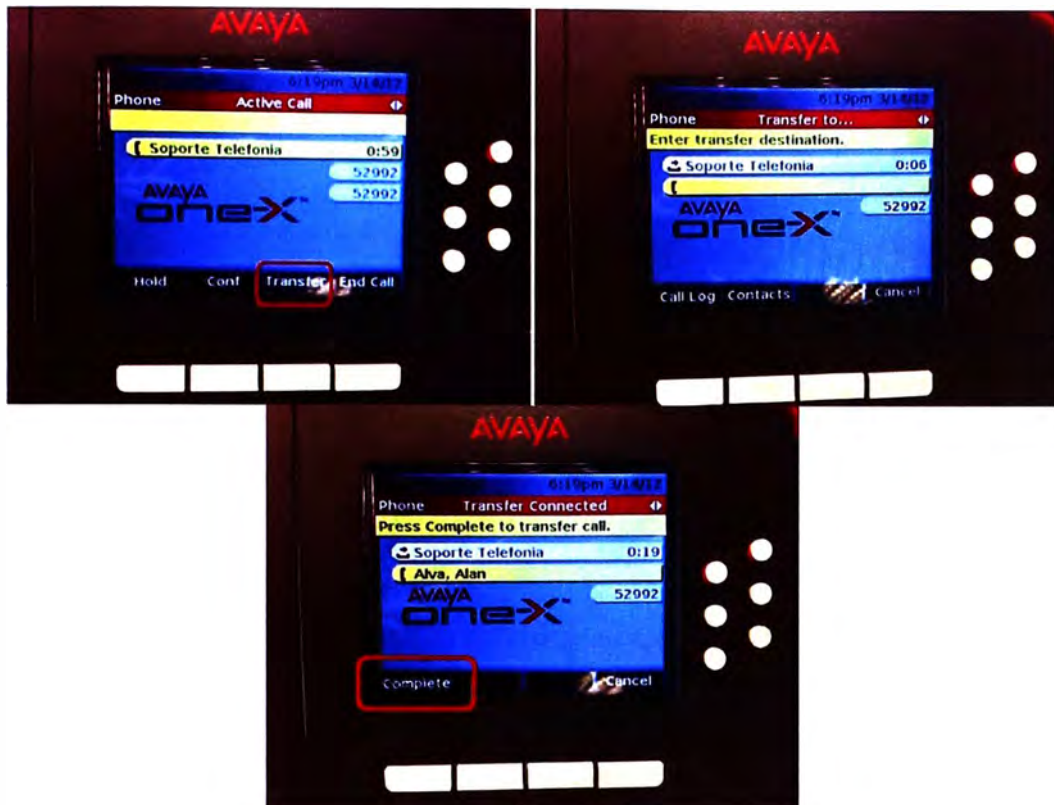 AVAYA
6:19pm 3/14/12
Phone Active Call
Soporte Telefonia 0:59
52992
52992
AVAYA
one-X™
Hold Conf Transfer End Call
AVAYA
6:19pm 3/14/12
Phone Transfer to...
Enter transfer destination.
Soporte Telefonia 0:06
52992
AVAYA
one-X™
Call Log Contacts Cancel
AVAYA
6:19pm 3/14/12
Phone Transfer Connected
Press Complete to transfer call.
Soporte Telefonia 0:19
Alva, Alan
52992
AVAYA
one-X™
Complete Cancel